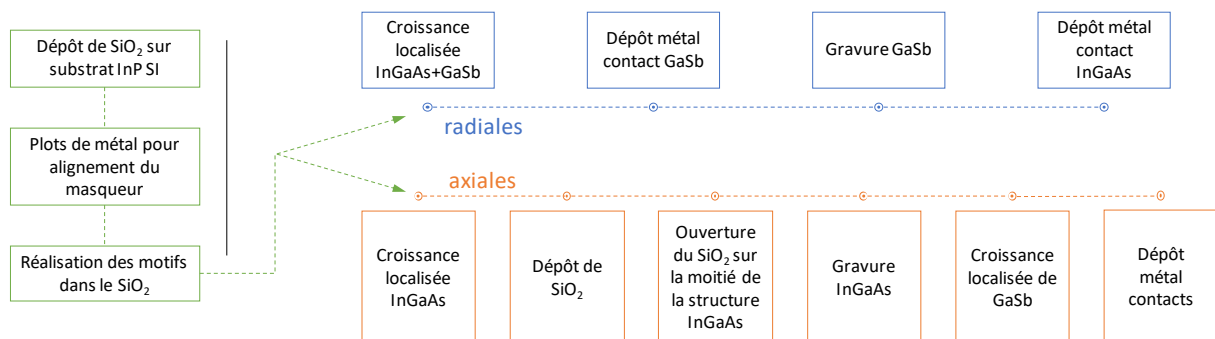 Dépôt de SiO₂ sur
substrat InP SI
Plots de métal pour
alignement du
masqueur
Réalisation des motifs
dans le SiO₂
Croissance
localisée
InGaAs+GaSb
Dépôt métal
contact GaSb
Gravure GaSb
Dépôt métal
contact
InGaAs
radiales
axiales
Croissance
localisée
InGaAs
Dépôt de
SiO₂
Ouverture
du SiO₂ sur
la moitié de
la structure
InGaAs
Gravure
InGaAs
Croissance
localisée de
GaSb
Dépôt
métal
contacts